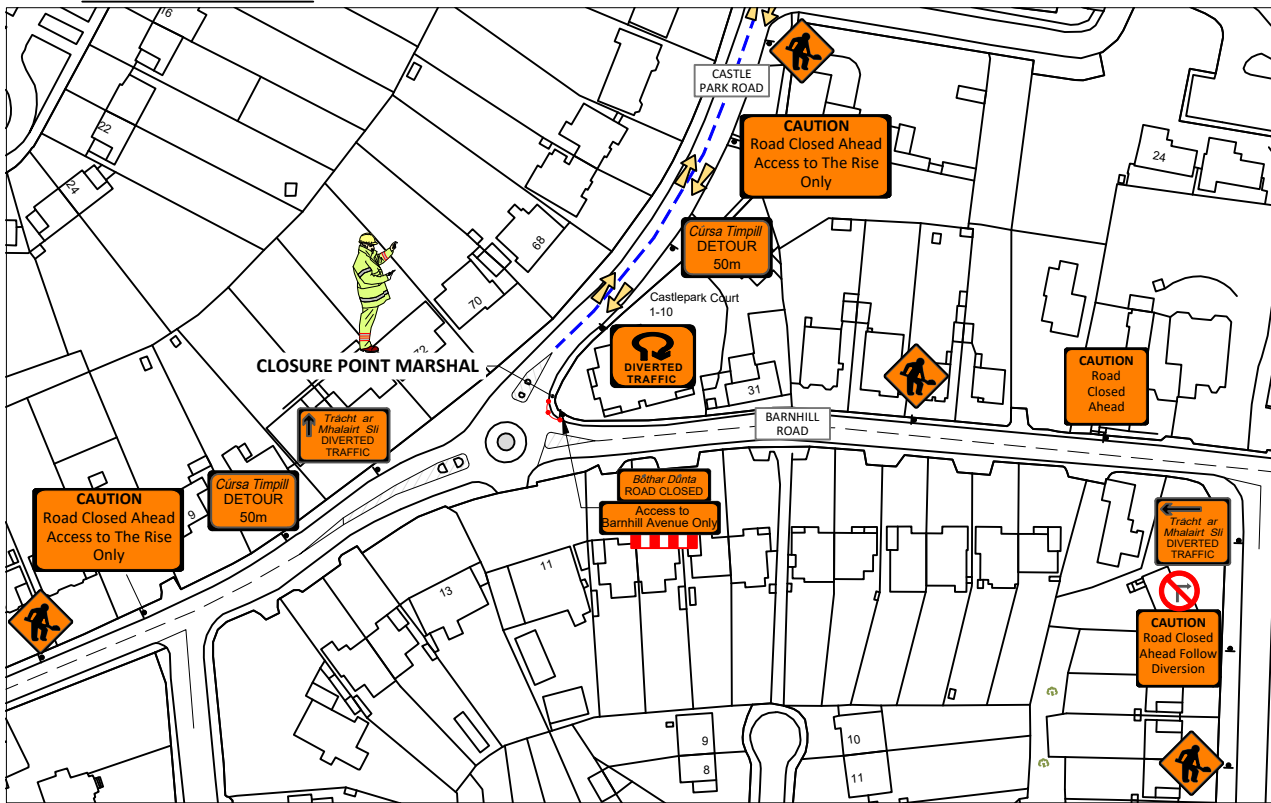 16
22
24
CASTLE
PARK ROAD
CAUTION
Road Closed Ahead
Access to The Rise
Only
24
68
70
72
Cúrsa Timpill
DETOUR
50m
Castlepark Court
1-10
DIVERTED
TRAFFIC
31
CLOSURE POINT MARSHAL
BARNHILL
ROAD
CAUTION
Road
Closed
Ahead
Trácht ar
Mhalairt Slí
DIVERTED
TRAFFIC
Cúrsa Timpill
DETOUR
50m
9
CAUTION
Road Closed Ahead
Access to The Rise
Only
Bóthar Dúnta
ROAD CLOSED
Access to
Barnhill Avenue Only
11
13
Trácht ar
Mhalairt Slí
DIVERTED
TRAFFIC
CAUTION
Road Closed
Ahead Follow
Diversion
9
8
10
11